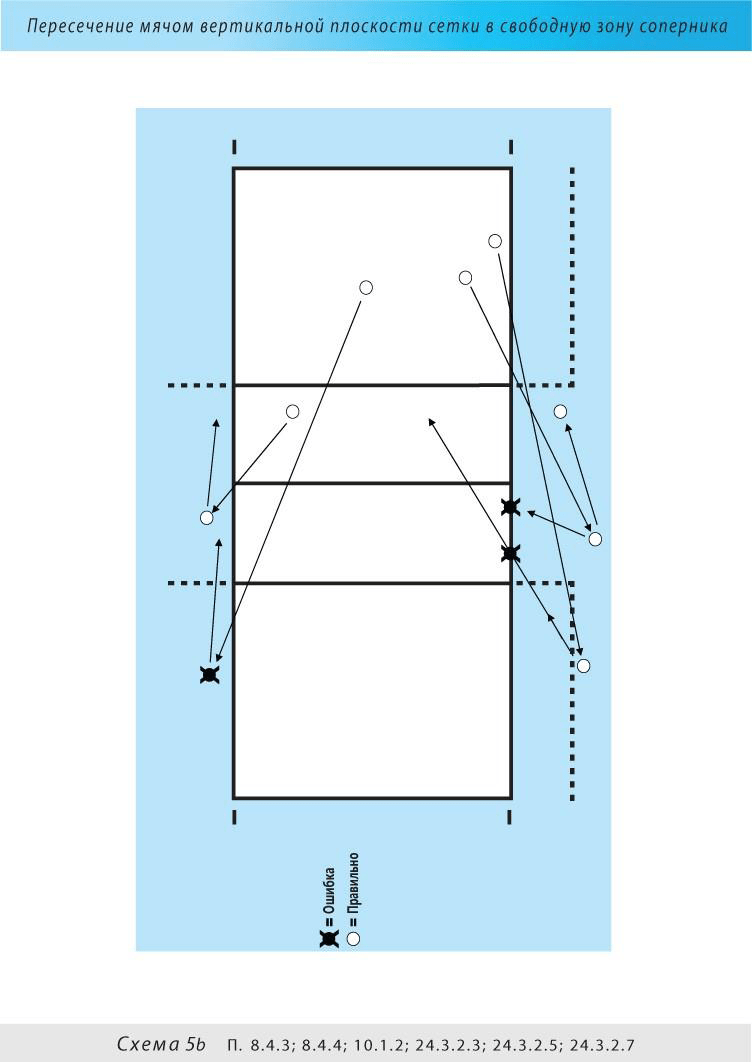 Пересечение мячом вертикальной плоскости сетки в свободную зону соперника
= Ошибка
= Правильно
Схема 5b П. 8.4.3; 8.4.4; 10.1.2; 24.3.2.3; 24.3.2.5; 24.3.2.7